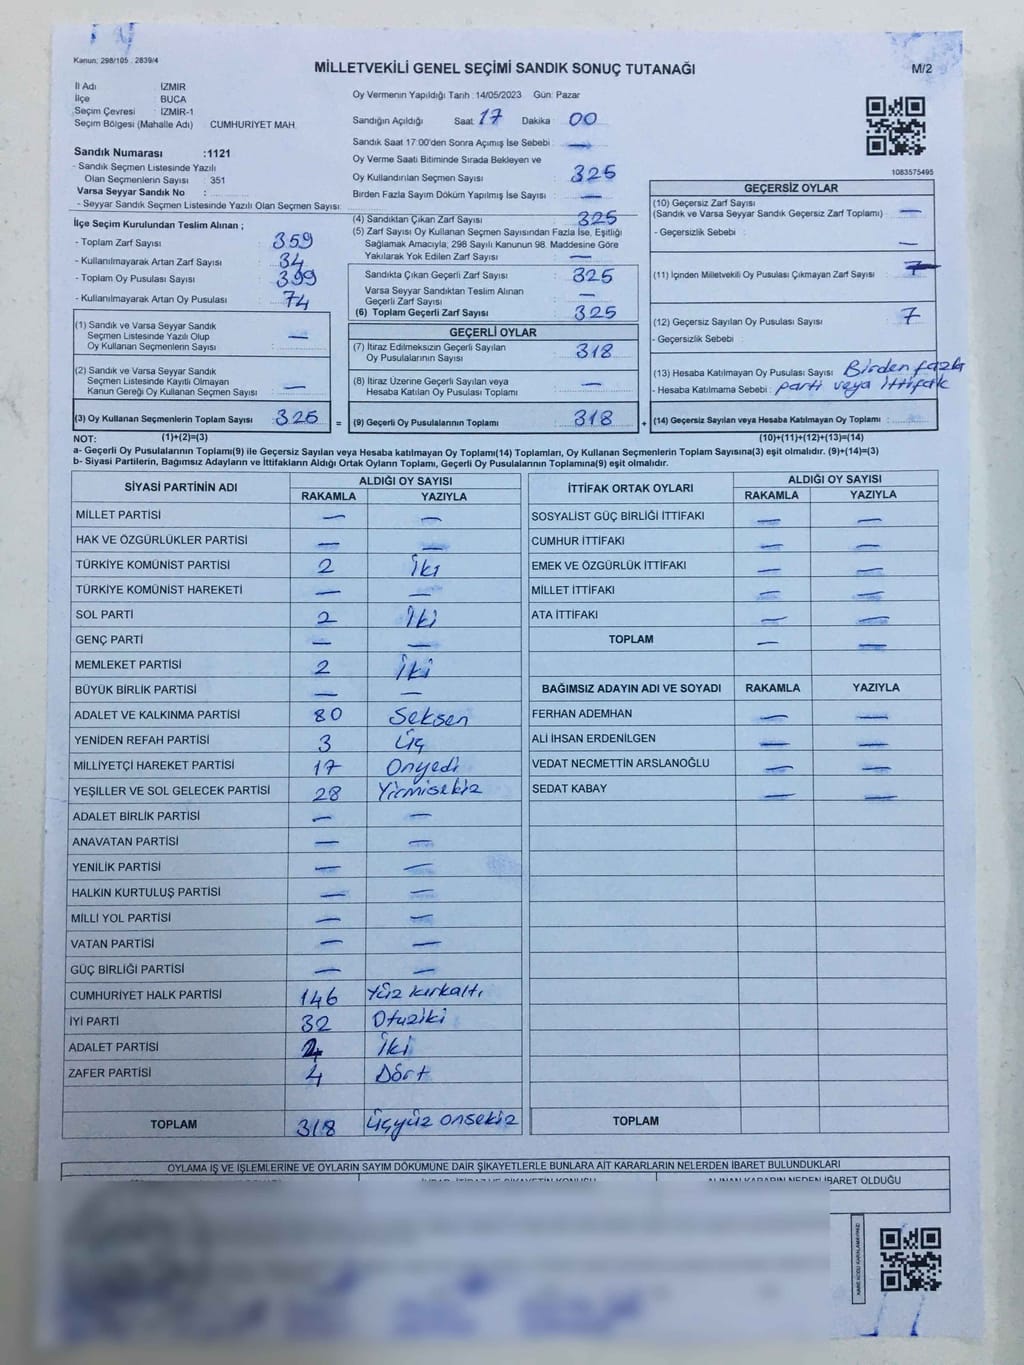 Kanun: 298/105 . 2839/4
MİLLETVEKİLİ GENEL SEÇİMİ SANDIK SONUÇ TUTANAĞI
M/2
İl Adı : İZMİR
İlçe : BUCA
Seçim Çevresi : İZMİR-1
Seçim Bölgesi (Mahalle Adı) CUMHURİYET MAH.
Sandık Numarası :1121
- Sandık Seçmen Listesinde Yazılı
Olan Seçmenlerin Sayısı : 351
Varsa Seyyar Sandık No :
- Seyyar Sandık Seçmen Listesinde Yazılı Olan Seçmen Sayısı:
Oy Vermenin Yapıldığı Tarih : 14/05/2023 Gün: Pazar
Sandığın Açıldığı Saat 17 Dakika 00
Sandık Saat 17:00'den Sonra Açımış İse Sebebi : —
Oy Verme Saati Bitiminde Sırada Bekleyen ve
Oy Kullandırılan Seçmen Sayısı : 325
Birden Fazla Sayım Döküm Yapılmış İse Sayısı : —
1083575495
İlçe Seçim Kurulundan Teslim Alınan ;
- Toplam Zarf Sayısı : 359
- Kullanılmayarak Artan Zarf Sayısı : 34
- Toplam Oy Pusulası Sayısı : 399
- Kullanılmayarak Artan Oy Pusulası : 74
(1) Sandık ve Varsa Seyyar Sandık
Seçmen Listesinde Yazılı Olup
Oy Kullanan Seçmenlerin Sayısı : —
(2) Sandık ve Varsa Seyyar Sandık
Seçmen Listesinde Kayıtlı Olmayan
Kanun Gereği Oy Kullanan Seçmen Sayısı : —
(3) Oy Kullanan Seçmenlerin Toplam Sayısı : 325
(4) Sandıktan Çıkan Zarf Sayısı : 325
(5) Zarf Sayısı Oy Kullanan Seçmen Sayısından Fazla İse, Eşitliği
Sağlamak Amacıyla, 298 Sayılı Kanunun 98. Maddesine Göre
Yakılarak Yok Edilen Zarf Sayısı : —
Sandıkta Çıkan Geçerli Zarf Sayısı : 325
Varsa Seyyar Sandıktan Teslim Alınan
Geçerli Zarf Sayısı : —
(6) Toplam Geçerli Zarf Sayısı : 325
GEÇERLİ OYLAR
(7) İtiraz Edilmeksizin Geçerli Sayılan
Oy Pusulalarının Sayısı : 318
(8) İtiraz Üzerine Geçerli Sayılan veya
Hesaba Katılan Oy Pusulası Toplamı : —
= (9) Geçerli Oy Pusulalarının Toplamı : 318
GEÇERSİZ OYLAR
(10) Geçersiz Zarf Sayısı
(Sandık ve Varsa Seyyar Sandık Geçersiz Zarf Toplamı) : —
- Geçersizlik Sebebi : —
(11) İçinden Milletvekili Oy Pusulası Çıkmayan Zarf Sayısı :
(12) Geçersiz Sayılan Oy Pusulası Sayısı : 7
- Geçersizlik Sebebi :
(13) Hesaba Katılmayan Oy Pusulası Sayısı : Birden fazla
- Hesaba Katılmama Sebebi : parti veya ittifak
+ (14) Geçersiz Sayılan veya Hesaba Katılmayan Oy Toplamı :
NOT: (1)+(2)=(3)
(10)+(11)+(12)+(13)=(14)
a- Geçerli Oy Pusulalarının Toplamı(9) ile Geçersiz Sayılan veya Hesaba katılmayan Oy Toplamı(14) Toplamları, Oy Kullanan Seçmenlerin Toplam Sayısına(3) eşit olmalıdır. (9)+(14)=(3)
b- Siyasi Partilerin, Bağımsız Adayların ve İttifakların Aldığı Ortak Oyların Toplamı, Geçerli Oy Pusulalarının Toplamına(9) eşit olmalıdır.
SİYASİ PARTİNİN ADI ALDIĞI OY SAYISI
RAKAMLA YAZIYLA
MİLLET PARTİSİ — —
HAK VE ÖZGÜRLÜKLER PARTİSİ — —
TÜRKİYE KOMÜNİST PARTİSİ 2 İki
TÜRKİYE KOMÜNİST HAREKETİ — —
SOL PARTİ 2 İki
GENÇ PARTİ — —
MEMLEKET PARTİSİ 2 İki
BÜYÜK BİRLİK PARTİSİ — —
ADALET VE KALKINMA PARTİSİ 80 Seksen
YENİDEN REFAH PARTİSİ 3 Üç
MİLLİYETÇİ HAREKET PARTİSİ 17 Onyedi
YEŞİLLER VE SOL GELECEK PARTİSİ 28 Yirmisekiz
ADALET BİRLİK PARTİSİ — —
ANAVATAN PARTİSİ — —
YENİLİK PARTİSİ — —
HALKIN KURTULUŞ PARTİSİ — —
MİLLİ YOL PARTİSİ — —
VATAN PARTİSİ — —
GÜÇ BİRLİĞİ PARTİSİ — —
CUMHURİYET HALK PARTİSİ 146 Yüz kırkaltı
İYİ PARTİ 32 Otuziki
ADALET PARTİSİ 2 İki
ZAFER PARTİSİ 4 Dört
TOPLAM 318 Üçyüz onsekiz
İTTİFAK ORTAK OYLARI ALDIĞI OY SAYISI
RAKAMLA YAZIYLA
SOSYALİST GÜÇ BİRLİĞİ İTTİFAKI — —
CUMHUR İTTİFAKI — —
EMEK VE ÖZGÜRLÜK İTTİFAKI — —
MİLLET İTTİFAKI — —
ATA İTTİFAKI — —
TOPLAM — —
BAĞIMSIZ ADAYIN ADI VE SOYADI RAKAMLA YAZIYLA
FERHAN ADEMHAN — —
ALİ İHSAN ERDENİLGEN — —
VEDAT NECMETTİN ARSLANOĞLU — —
SEDAT KABAY — —
TOPLAM
OYLAMA İŞ VE İŞLEMLERİNE VE OYLARIN SAYIM DÖKÜMÜNE DAİR ŞİKAYETLERLE BUNLARA AİT KARARLARIN NELERDEN İBARET BULUNDUKLARI
ALINAN KARARIN NEDEN İBARET OLDUĞU